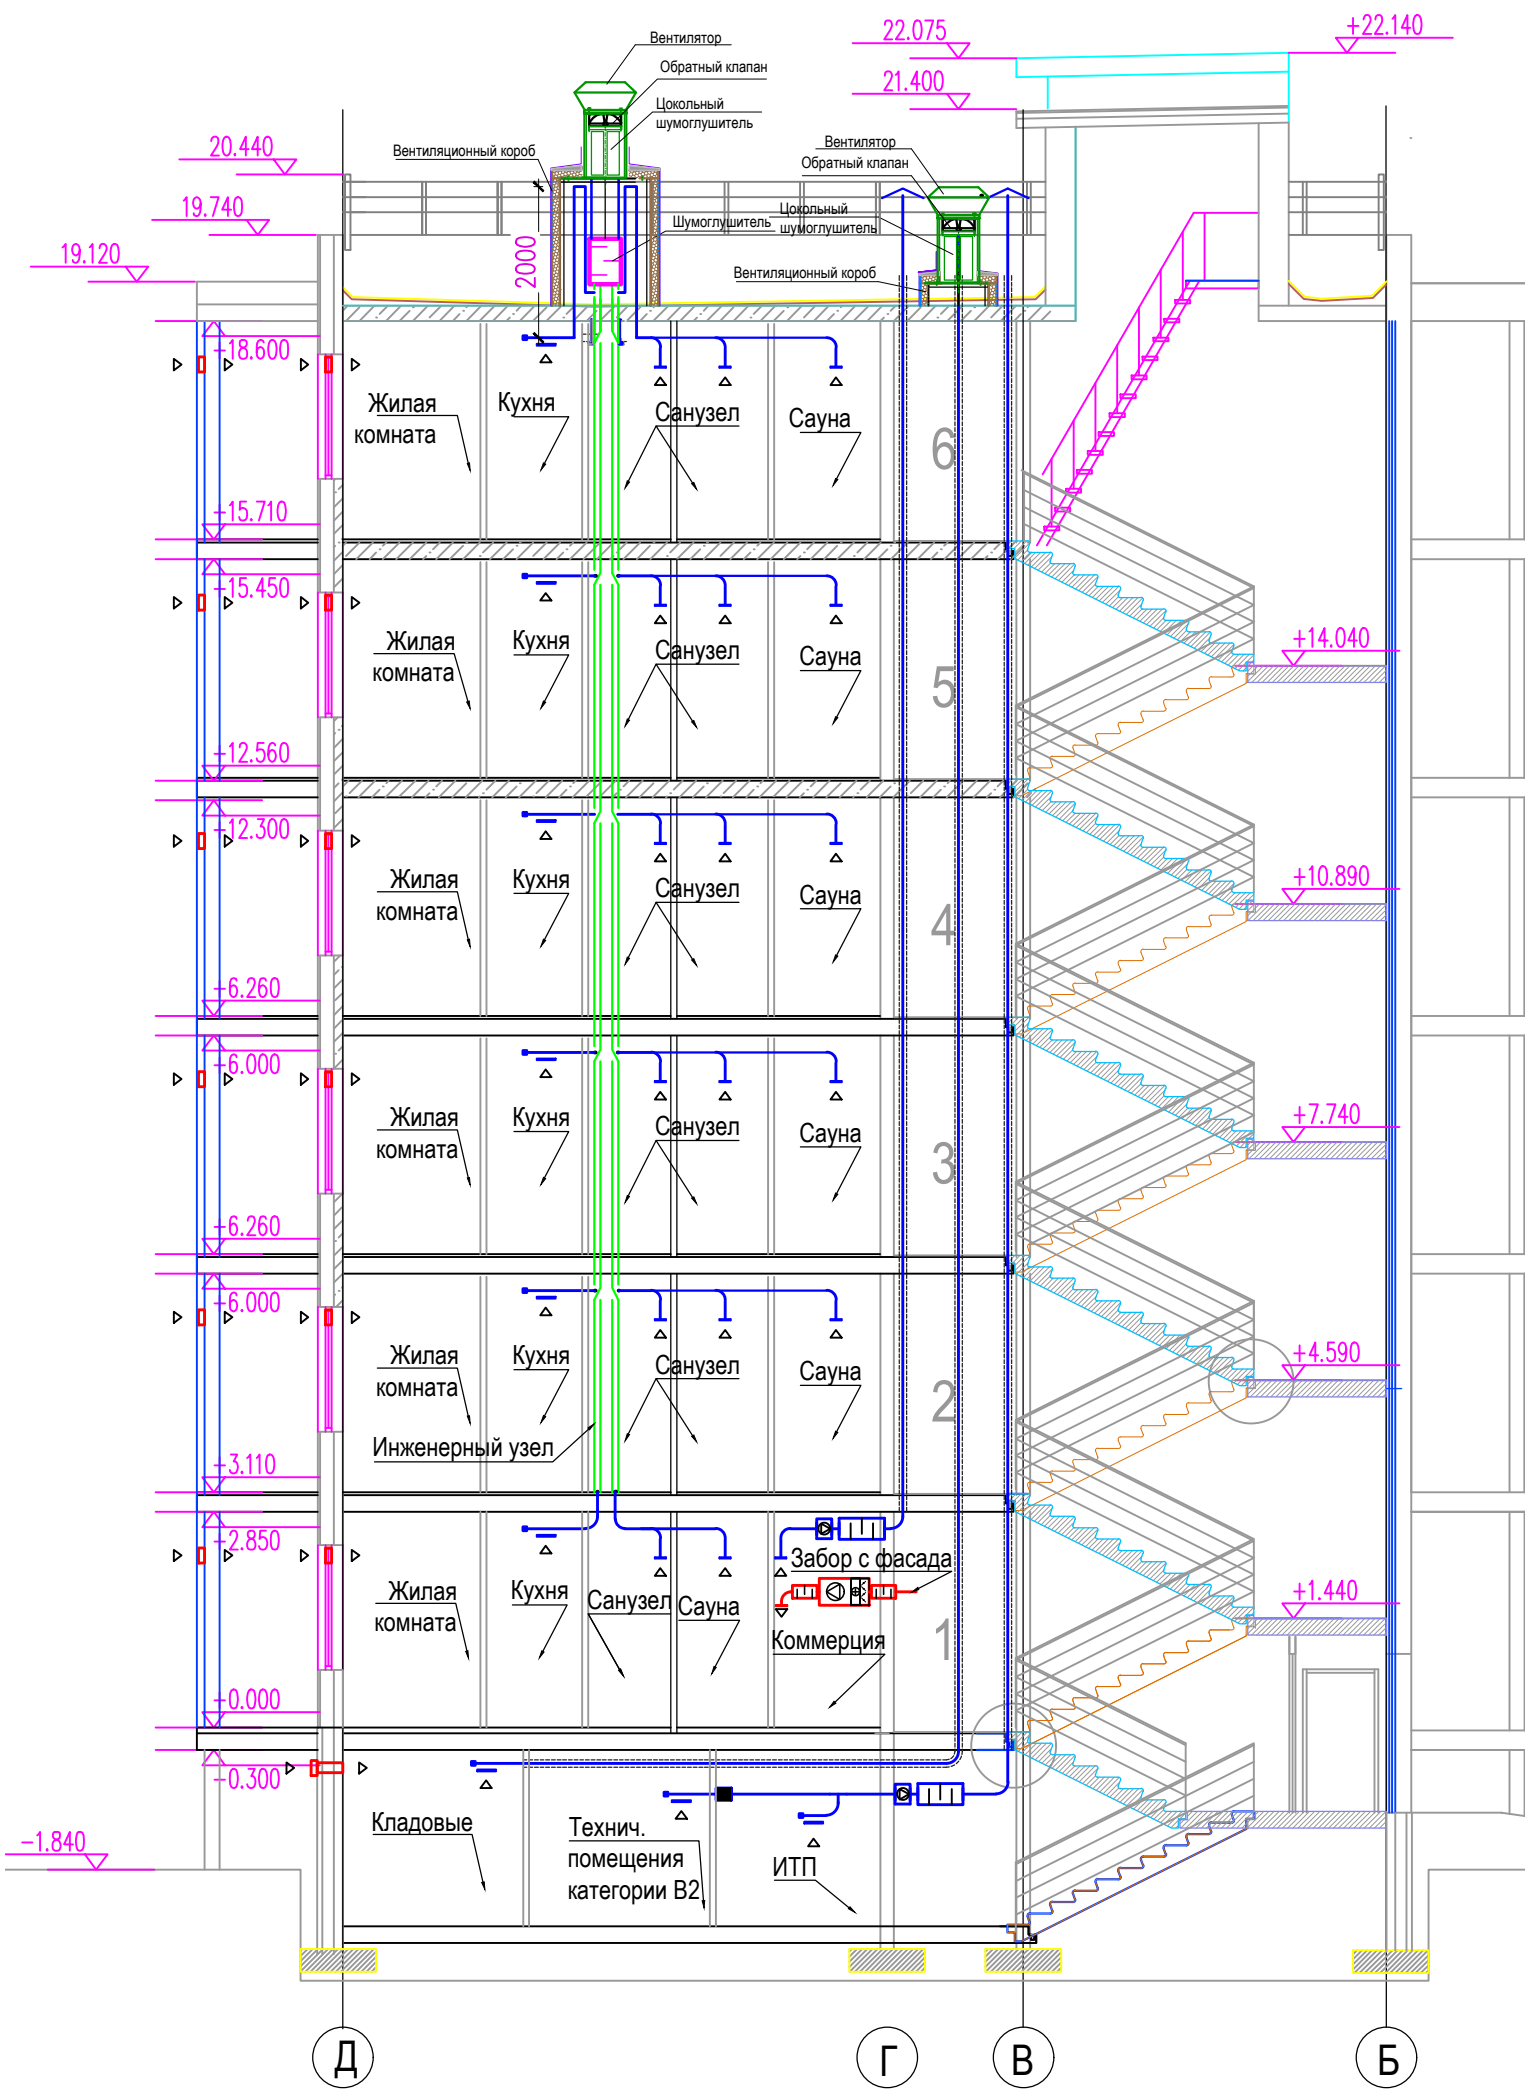 22.075
+22.140
Вентилятор
Обратный клапан
21.400
Цокольный
шумоглушитель
20.440
Вентиляционный короб
Вентилятор
Обратный клапан
19.740
Шумоглушитель
Цокольный
шумоглушитель
19.120
2000
Вентиляционный короб
+18.600
Жилая
комната
Кухня
Санузел
Сауна
6
+15.710
+15.450
Жилая
комната
Кухня
Санузел
Сауна
5
+14.040
+12.560
+12.300
Жилая
комната
Кухня
Санузел
Сауна
4
+10.890
+6.260
+6.000
Жилая
комната
Кухня
Санузел
Сауна
3
+7.740
+6.260
+6.000
Жилая
комната
Кухня
Санузел
Сауна
2
+4.590
Инженерный узел
+3.110
+2.850
Забор с фасада
Жилая
комната
Кухня
Санузел
Сауна
Коммерция
1
+1.440
+0.000
-0.300
Кладовые
Технич.
помещения
категории В2
ИТП
-1.840
Д
Г
В
Б